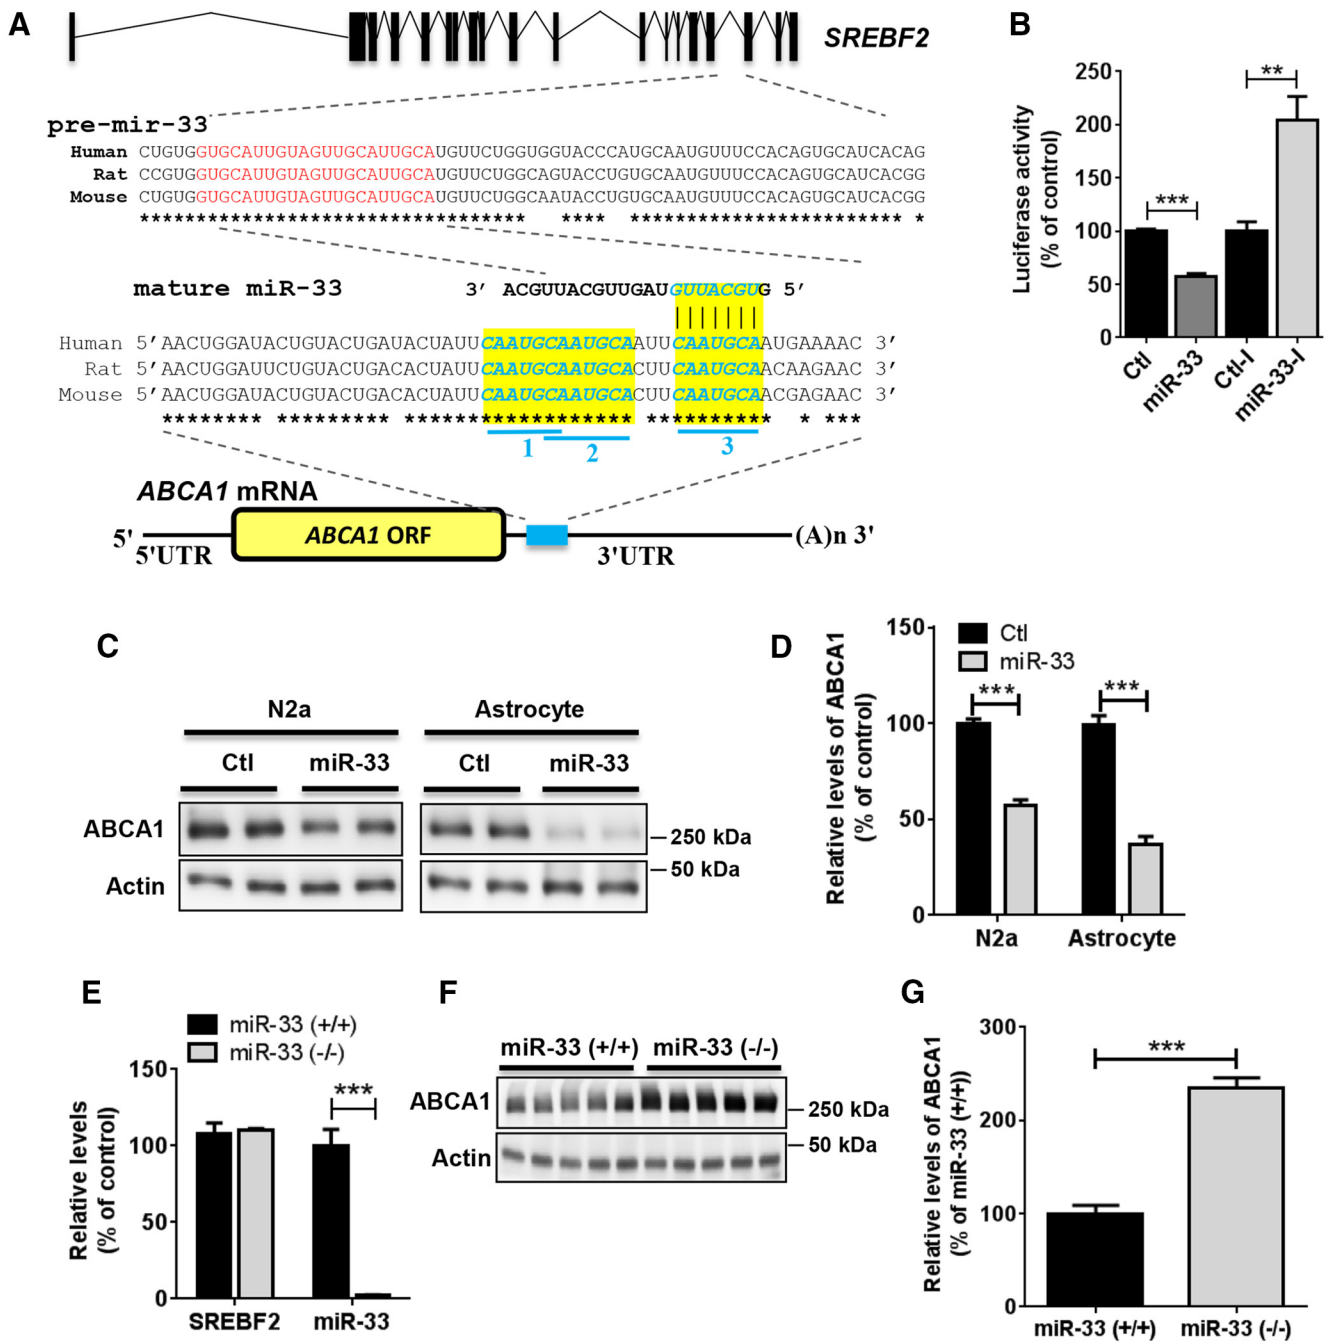 A
SREBF2
pre-mir-33
Human CUGUGGUGCAUUGUAGUUGCAUUGCAUGUUCUGGUGGUACCCAUGCAAUGUUUCCACAGUGCAUCACAG
Rat CCGUGGUGCAUUGUAGUUGCAUUGCAUGUUCUGGCAGUACCUGUGCAAUGUUUCCACAGUGCAUCACGG
Mouse CUGUGGUGCAUUGUAGUUGCAUUGCAUGUUCUGGCAAUACCUGUGCAAUGUUUCCACAGUGCAUCACGG
********************************** **** ************************ *
mature miR-33 3' ACGUUACGUUGAUGUUACGUG 5'
Human 5'AACUGGAUACUGUACUGAUACUAUUCAAUGCAAUGCAAUUCAAUGCAAUGAAAAC 3'
Rat 5'AACUGGAUUCUGUACUGACACUAUUCAAUGCAAUGCACUUCAAUGCAACAAGAAC 3'
Mouse 5'AACUGGAUACUGUACUGACACUAUUCAAUGCAAUGCACUUCAAUGCAACGAGAAC 3'
1 2 3
ABCA1 mRNA
5' 5'UTR ABCA1 ORF 3'UTR (A)n 3'
B
Luciferase activity
(% of control)
250
200
150
100
50
0
***
**
Ctl
miR-33
Ctl-I
miR-33-I
C
N2a Astrocyte
Ctl miR-33 Ctl miR-33
ABCA1
250 kDa
50 kDa
Actin
D
Relative levels of ABCA1
(% of control)
150
100
50
0
Ctl
miR-33
*** ***
N2a Astrocyte
E
miR-33 (+/+)
miR-33 (-/-)
Relative levels
(% of control)
150
100
50
0
***
SREBF2 miR-33
F
miR-33 (+/+) miR-33 (-/-)
ABCA1
250 kDa
50 kDa
Actin
G
Relative levels of ABCA1
(% of miR-33 (+/+))
300
200
100
0
***
miR-33 (+/+) miR-33 (-/-)